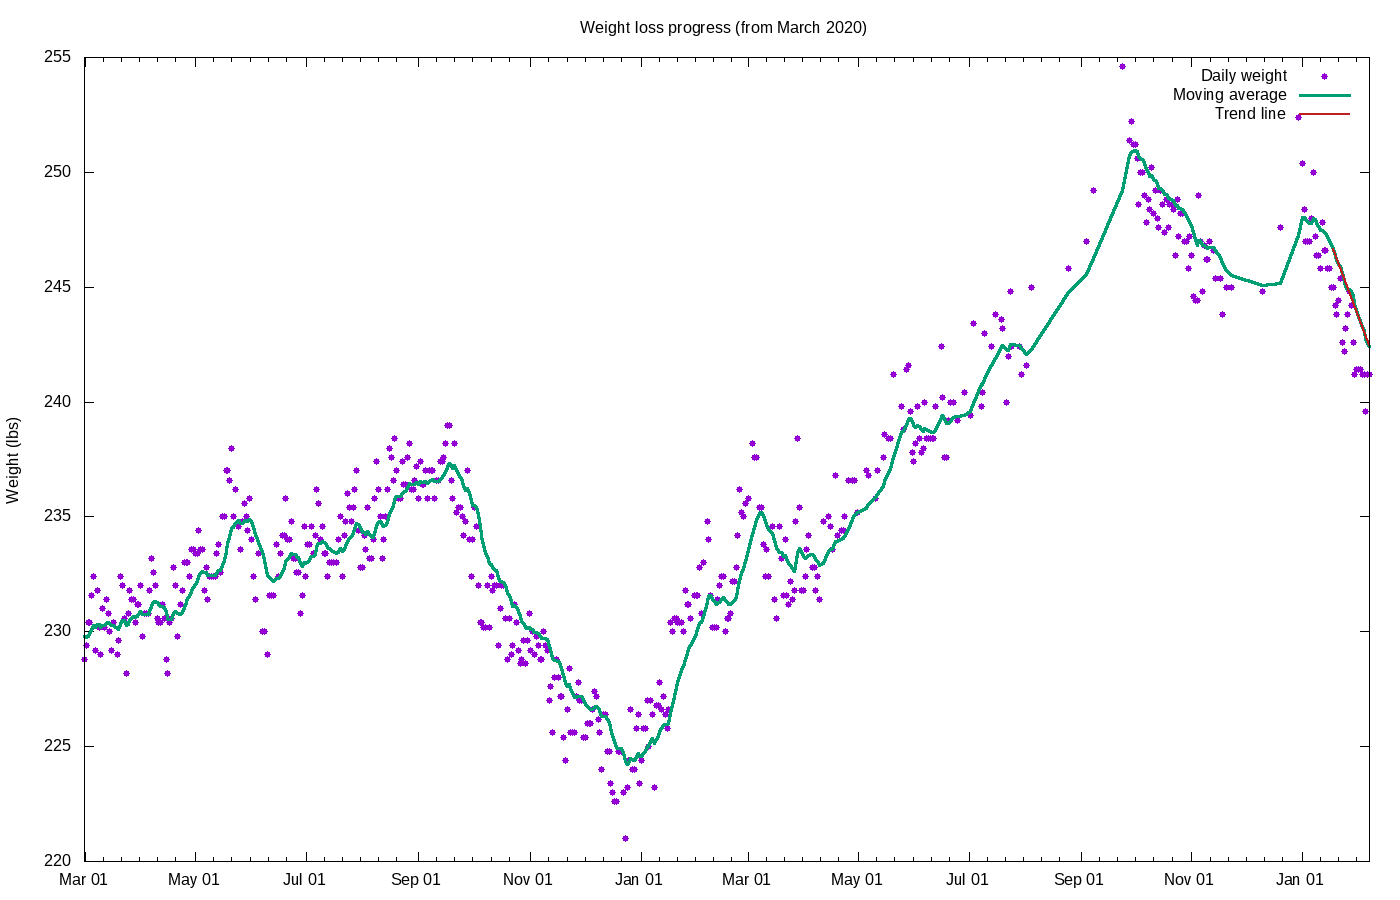 Weight loss progress (from March 2020)
Daily weight
Moving average
Trend line
Weight (lbs)
255
250
245
240
235
230
225
220
Mar 01 May 01 Jul 01 Sep 01 Nov 01 Jan 01 Mar 01 May 01 Jul 01 Sep 01 Nov 01 Jan 01